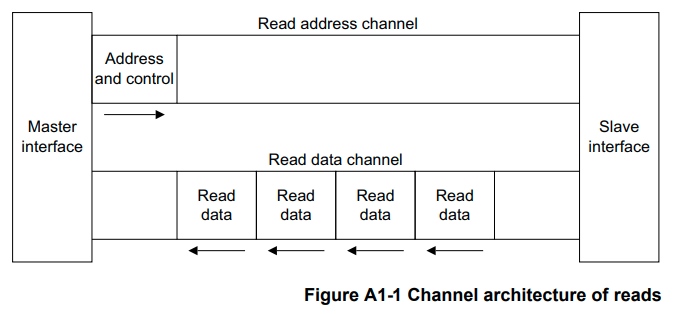 Read address channel
Address
and control
Master
interface
Slave
interface
Read data channel
Read
data
Read
data
Read
data
Read
data
Figure A1-1 Channel architecture of reads